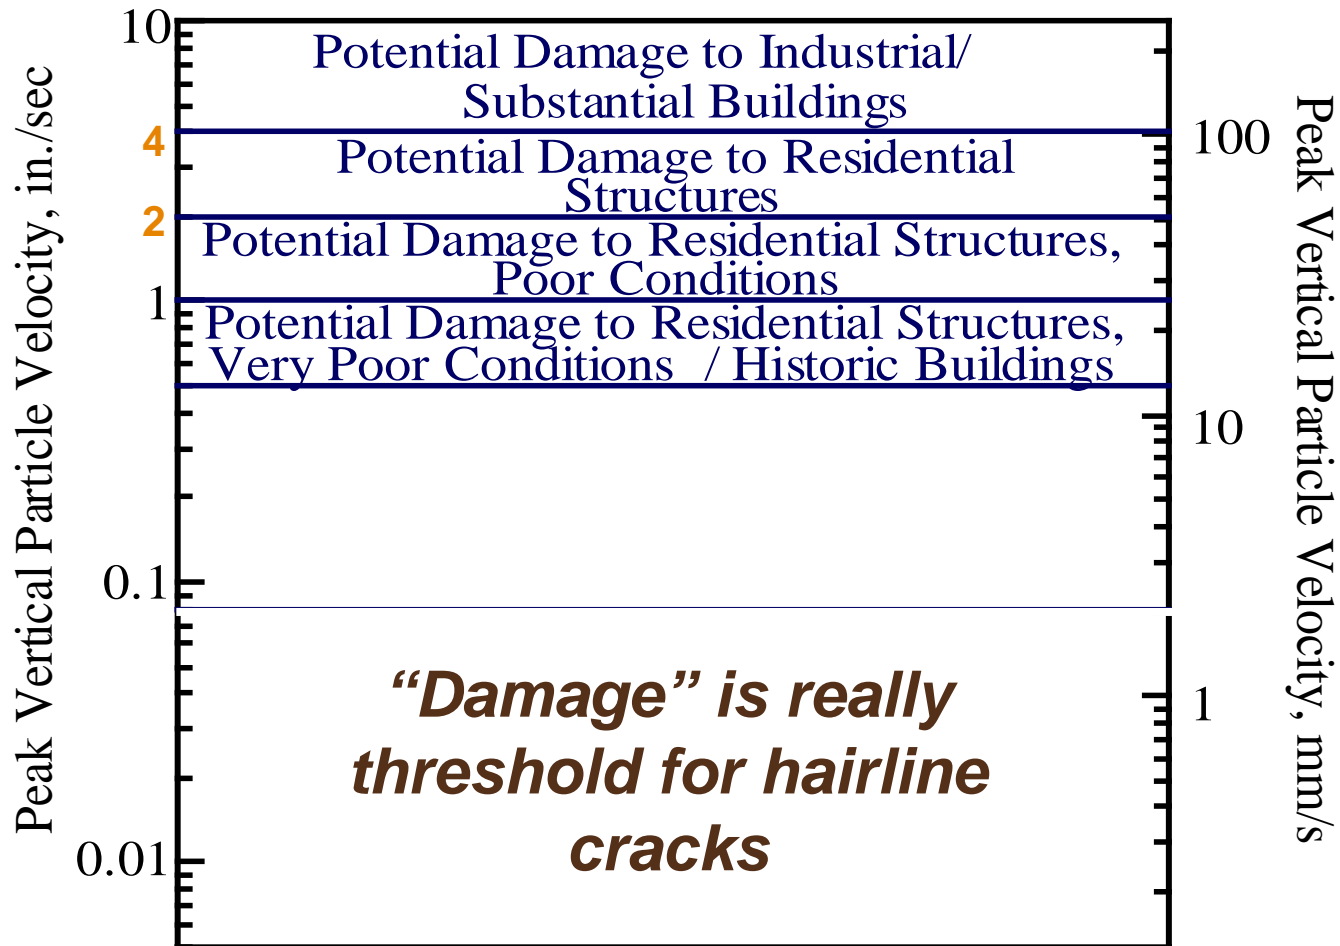 Peak Vertical Particle Velocity, in./sec
10
4
2
1
0.1
0.01
Potential Damage to Industrial/
Substantial Buildings
Potential Damage to Residential
Structures
Potential Damage to Residential Structures,
Poor Conditions
Potential Damage to Residential Structures,
Very Poor Conditions / Historic Buildings
“Damage” is really
threshold for hairline
cracks
100
10
1
Peak Vertical Particle Velocity, mm/s